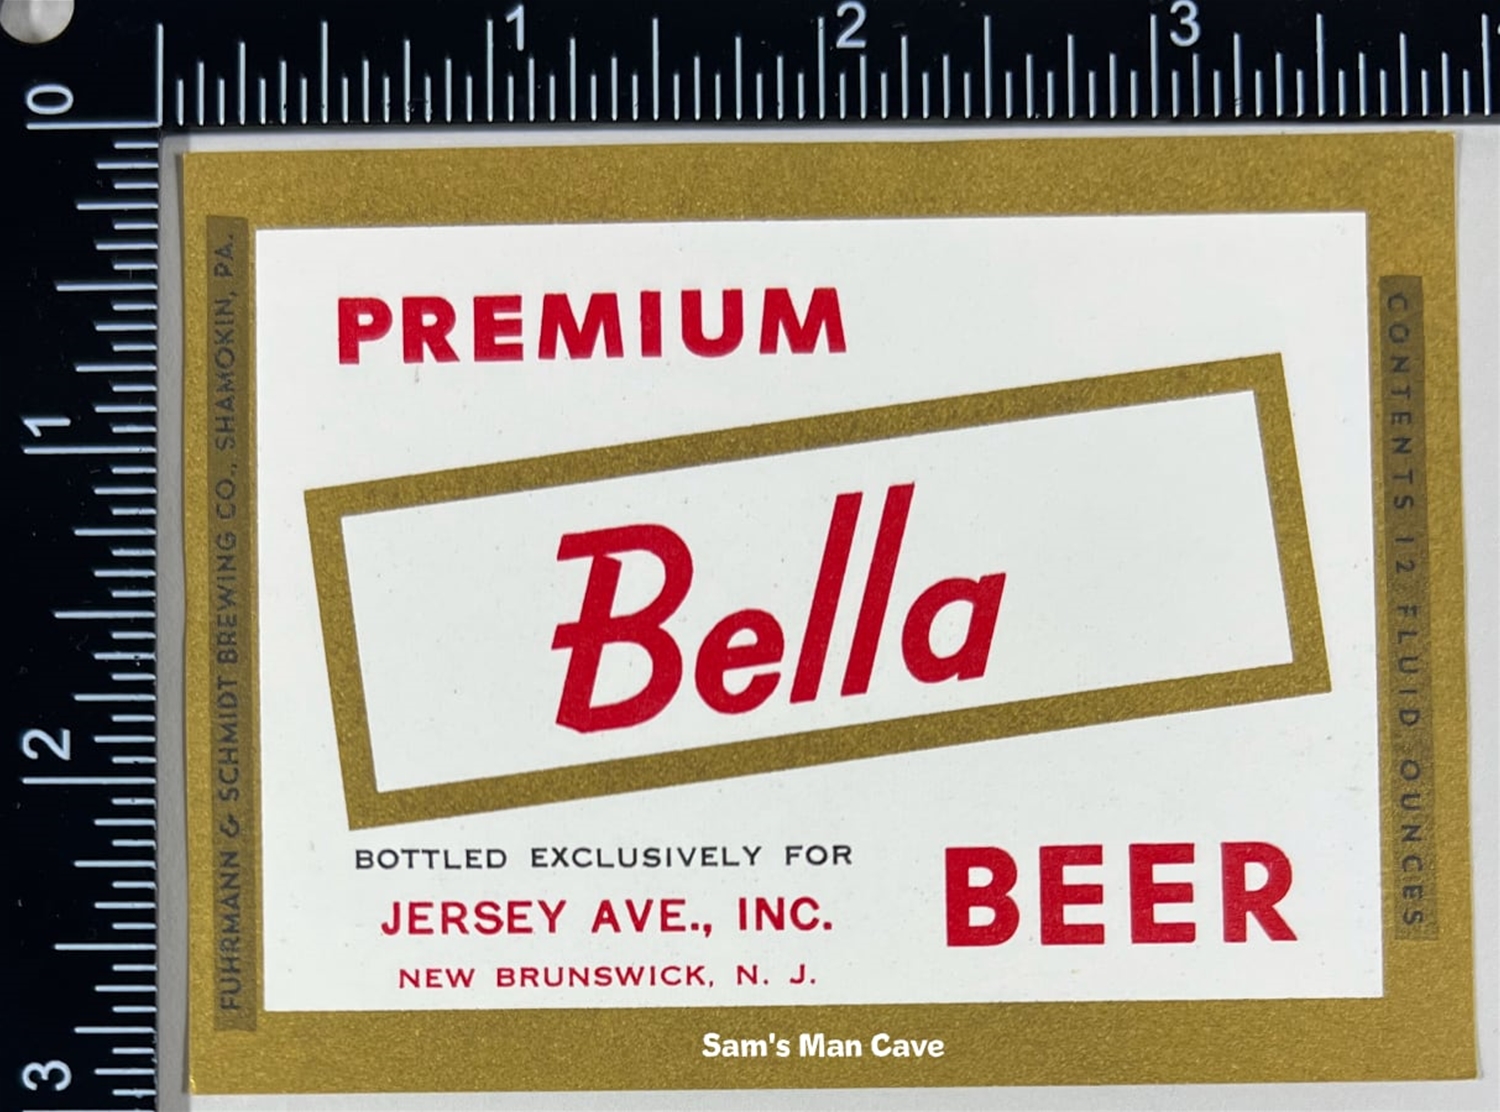 1 2 3
0
1
2
3
FUHRMANN & SCHMIDT BREWING CO., SHAMOKIN, PA.
PREMIUM
Bella
BOTTLED EXCLUSIVELY FOR
JERSEY AVE., INC.
NEW BRUNSWICK, N. J.
BEER
CONTENTS 12 FLUID OUNCES
Sam's Man Cave